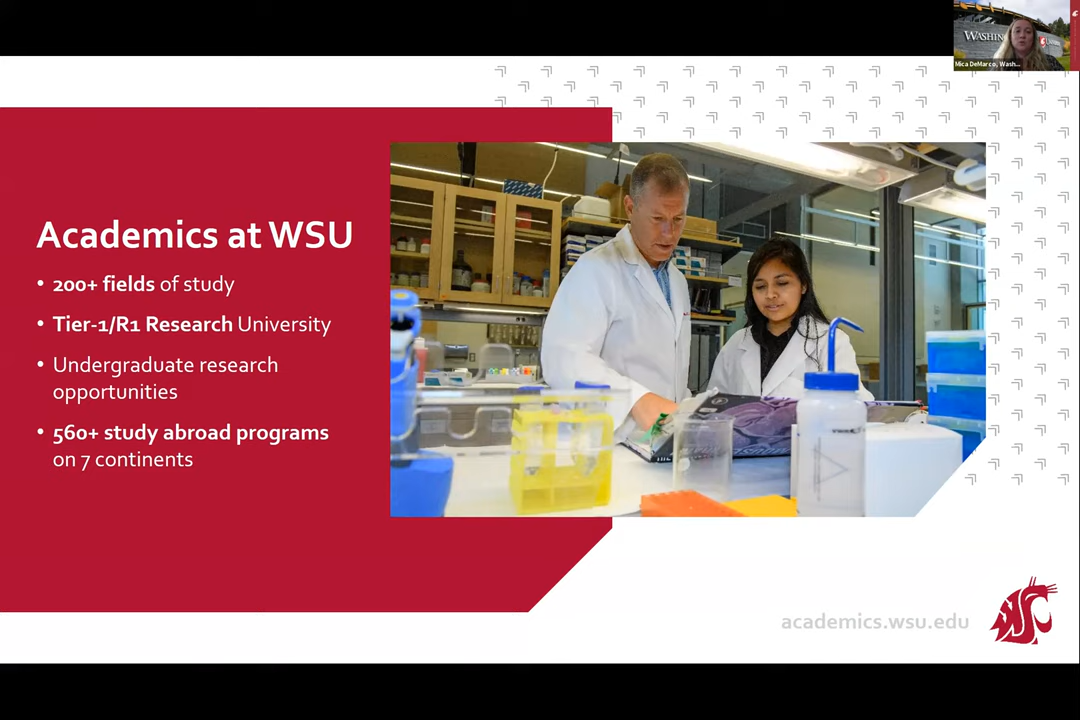 WASHIN
Mica DeMarco, Wash...
Academics at WSU
• 200+ fields of study
• Tier-1/R1 Research University
• Undergraduate research
opportunities
• 560+ study abroad programs
on 7 continents
academics.wsu.edu